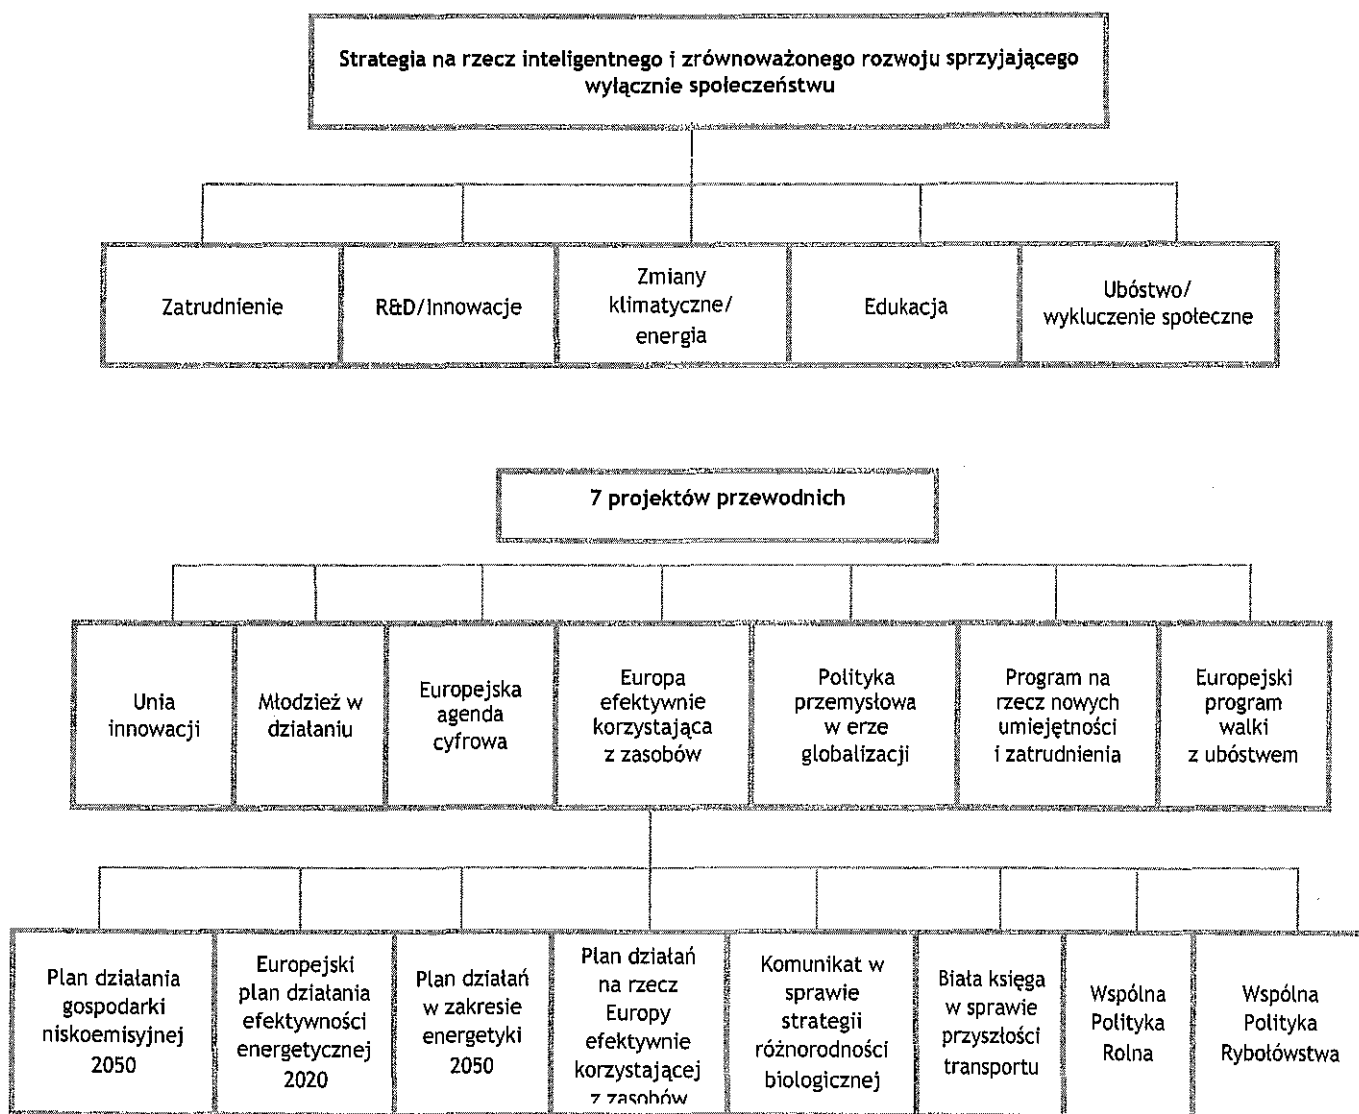 Strategia na rzecz inteligentnego i zrównoważonego rozwoju sprzyjającego
wyłącznie społeczeństwu
Zatrudnienie
R&D/Innowacje
Zmiany
klimatyczne/
energia
Edukacja
Ubóstwo/
wykluczenie społeczne
7 projektów przewodnich
Unia
innowacji
Młodzież w
działaniu
Europejska
agenda
cyfrowa
Europa
efektywnie
korzystająca
z zasobów
Polityka
przemysłowa
w erze
globalizacji
Program na
rzecz nowych
umiejętności
i zatrudnienia
Europejski
program
walki
z ubóstwem
Plan działania
gospodarki
niskoemisyjnej
2050
Europejski
plan działania
efektywności
energetycznej
2020
Plan działań
w zakresie
energetyki
2050
Plan działań
na rzecz
Europy
efektywnie
korzystającej
z zasobów
Komunikat w
sprawie
strategii
różnorodności
biologicznej
Biała księga
w sprawie
przyszłości
transportu
Wspólna
Polityka
Rolna
Wspólna
Polityka
Rybołówstwa